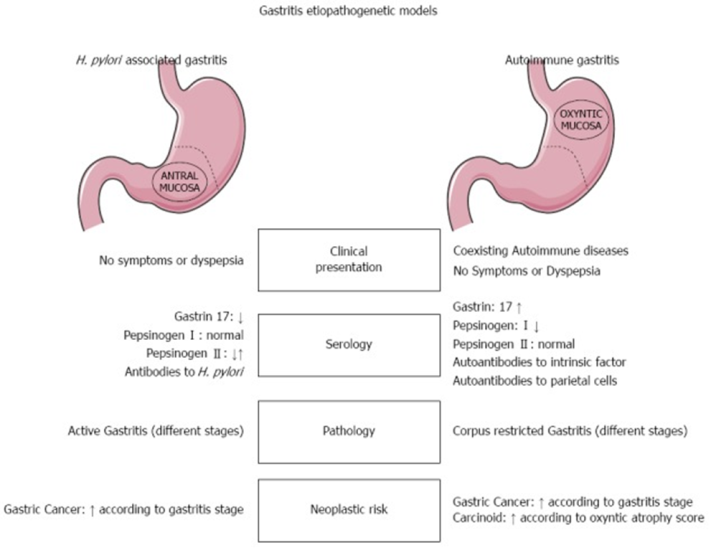 Gastritis etiopathogenetic models
H. pylori associated gastritis
Autoimmune gastritis
ANTRAL
MUCOSA
OXYNTIC
MUCOSA
No symptoms or dyspepsia
Clinical
presentation
Coexisting Autoimmune diseases
No Symptoms or Dyspepsia
Gastrin 17: ↓
Pepsinogen I : normal
Pepsinogen II : ↓↑
Antibodies to H. pylori
Serology
Gastrin: 17 ↑
Pepsinogen: I ↓
Pepsinogen II : normal
Autoantibodies to intrinsic factor
Autoantibodies to parietal cells
Active Gastritis (different stages)
Pathology
Corpus restricted Gastritis (different stages)
Gastric Cancer: ↑ according to gastritis stage
Neoplastic risk
Gastric Cancer: ↑ according to gastritis stage
Carcinoid: ↑ according to oxyntic atrophy score